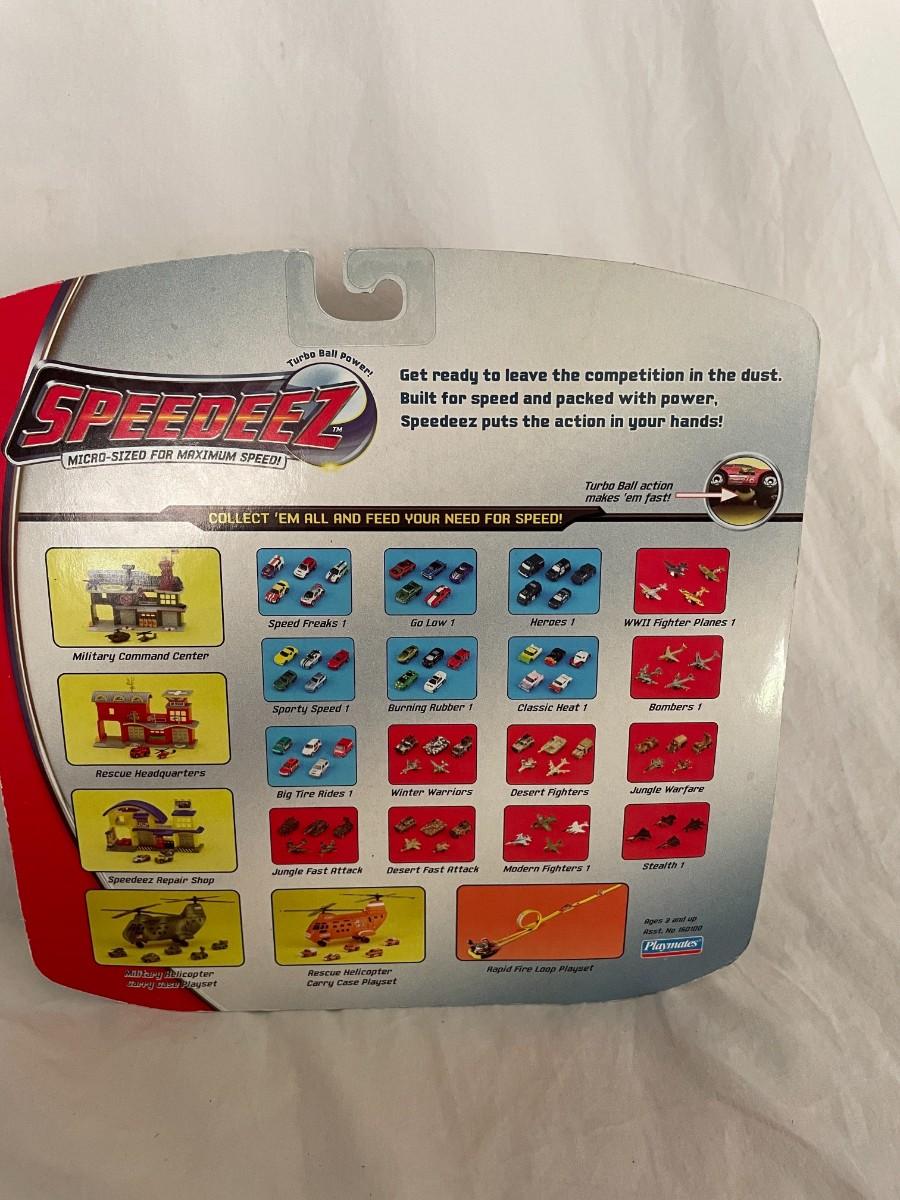 Turbo Ball Power!
SPEEDEEZ™
MICRO-SIZED FOR MAXIMUM SPEED!
Get ready to leave the competition in the dust.
Built for speed and packed with power,
Speedeez puts the action in your hands!
Turbo Ball action
makes 'em fast!
COLLECT 'EM ALL AND FEED YOUR NEED FOR SPEED!
Military Command Center
Speed Freaks 1
Go Low 1
Heroes 1
WWII Fighter Planes 1
Sporty Speed 1
Burning Rubber 1
Classic Heat 1
Bombers 1
Rescue Headquarters
Big Tire Rides 1
Winter Warriors
Desert Fighters
Jungle Warfare
Speedeez Repair Shop
Jungle Fast Attack
Desert Fast Attack
Modern Fighters 1
Stealth 1
Military Helicopter
Carry Case Playset
Rescue Helicopter
Carry Case Playset
Rapid Fire Loop Playset
Ages 3 and up
Asst. No 160100
Playmates